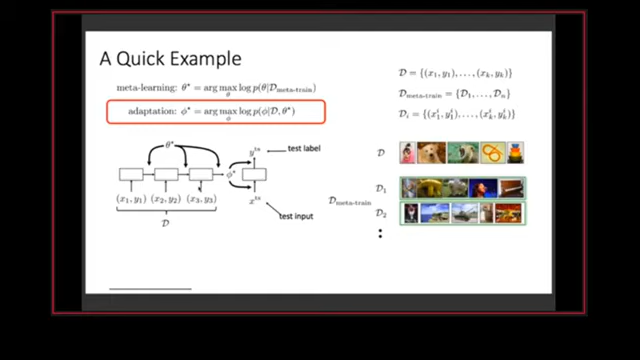 A Quick Example
meta-learning: θ* = arg max_θ log p(θ|D_meta-train)
adaptation: φ* = arg max_φ log p(φ|D, θ*)
D = {(x₁, y₁), . . . , (x_k, y_k)}
D_meta-train = {D₁, . . . , D_n}
D_i = {(x₁ⁱ, y₁ⁱ), . . . , (x_kⁱ, y_kⁱ)}
θ*
y^ts
test label
φ*
(x₁, y₁) (x₂, y₂) (x₃, y₃)
x^ts
D
test input
D
D_meta-train
D₁
D₂
: